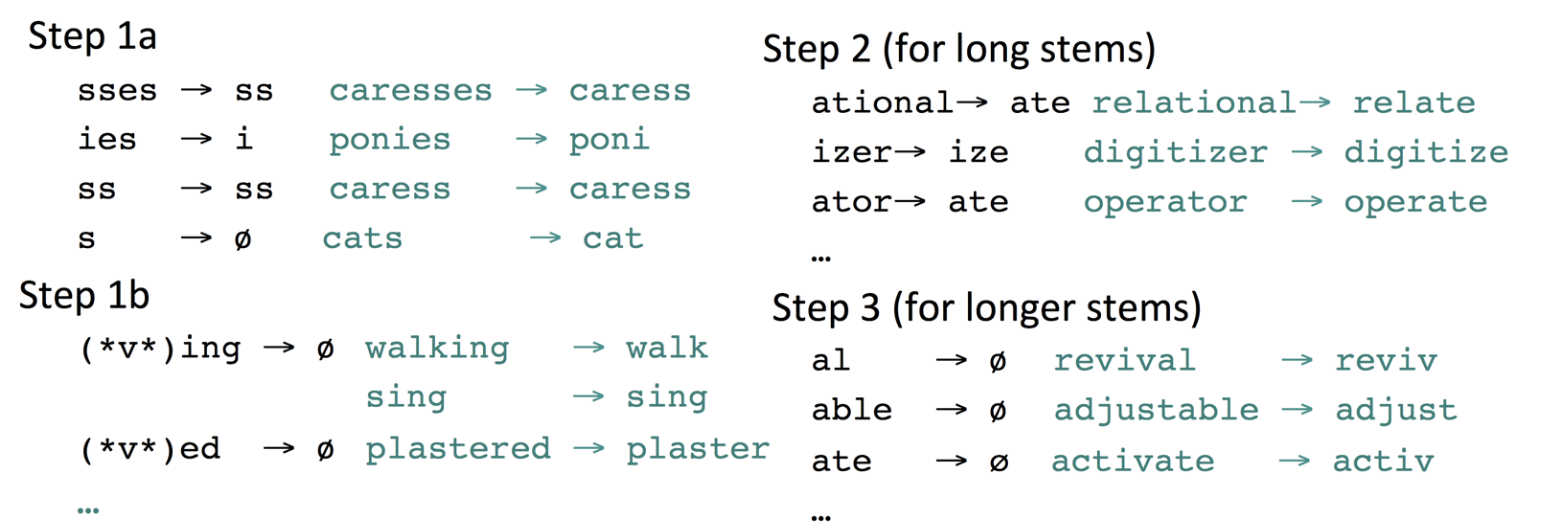 Step 1a
sses → ss caresses → caress
ies → i ponies → poni
ss → ss caress → caress
s → ø cats → cat
Step 1b
(*v*)ing → ø walking → walk
sing → sing
(*v*)ed → ø plastered → plaster
…
Step 2 (for long stems)
ational→ ate relational→ relate
izer→ ize digitizer → digitize
ator→ ate operator → operate
…
Step 3 (for longer stems)
al → ø revival → reviv
able → ø adjustable → adjust
ate → ø activate → activ
…